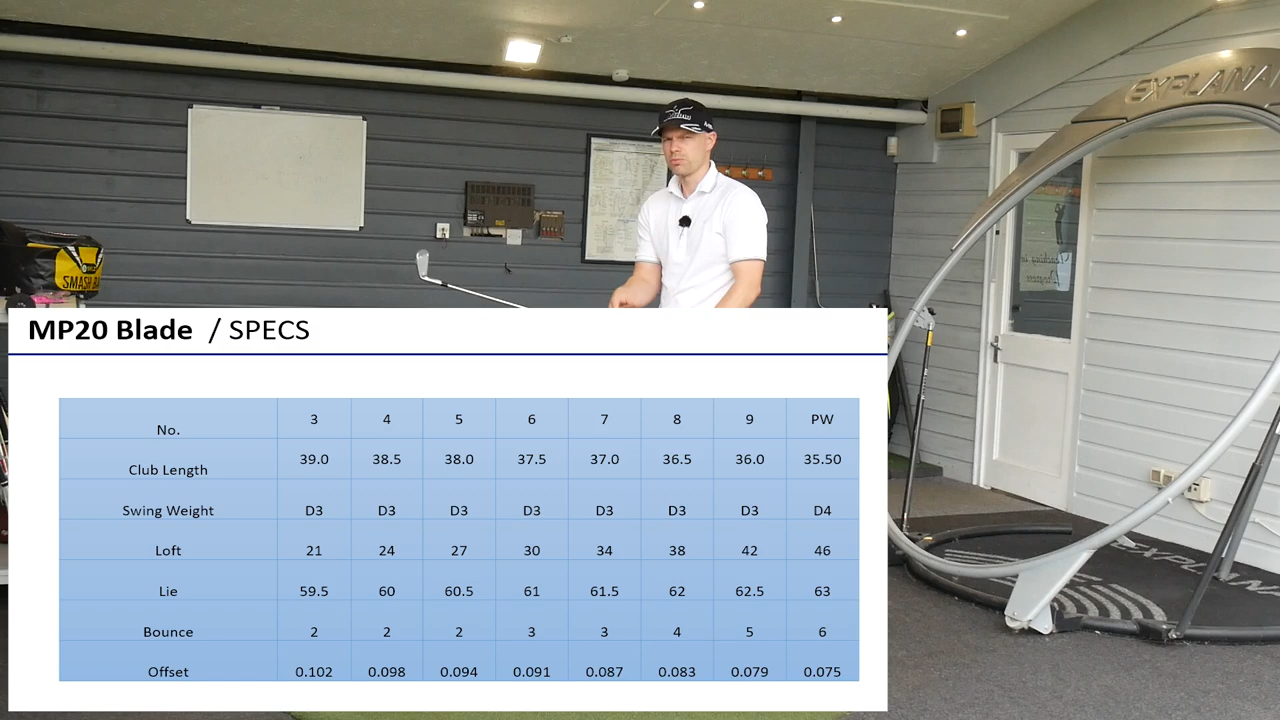 EXPLANA
SMASH BA
MP20 Blade / SPECS
No. 3 4 5 6 7 8 9 PW
Club Length 39.0 38.5 38.0 37.5 37.0 36.5 36.0 35.50
Swing Weight D3 D3 D3 D3 D3 D3 D3 D4
Loft 21 24 27 30 34 38 42 46
Lie 59.5 60 60.5 61 61.5 62 62.5 63
Bounce 2 2 2 3 3 4 5 6
Offset 0.102 0.098 0.094 0.091 0.087 0.083 0.079 0.075
EXPLANA